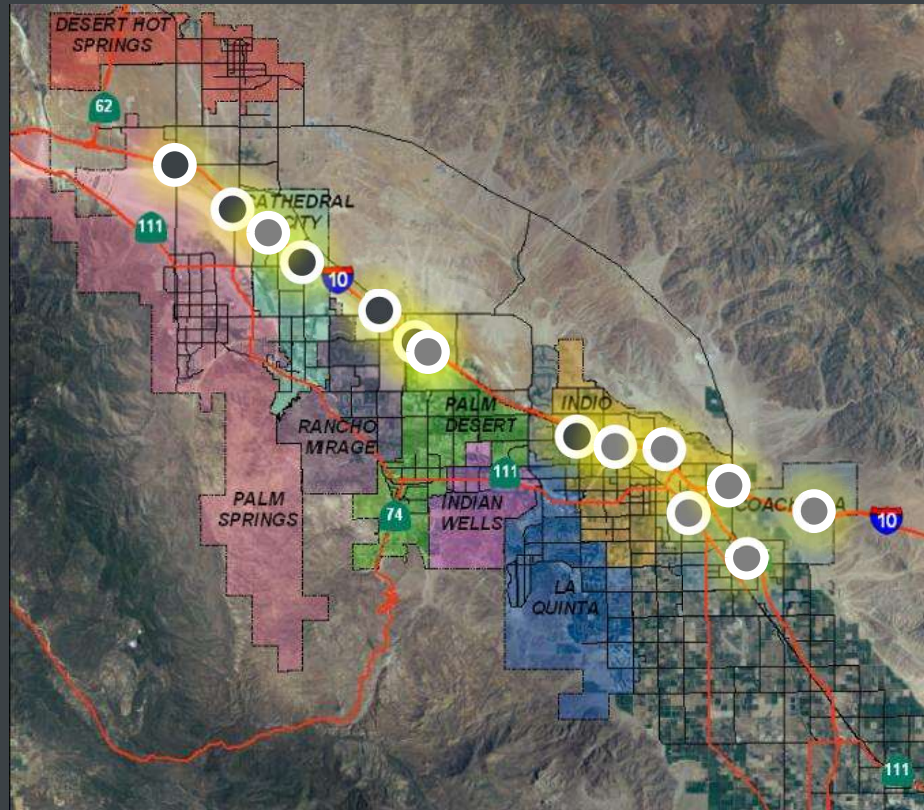 DESERT HOT
SPRINGS
62
CATHEDRAL
CITY
111
10
INDIO
PALM
DESERT
RANCHO
MIRAGE
111
PALM
SPRINGS
74
INDIAN
WELLS
10
LA
QUINTA
111